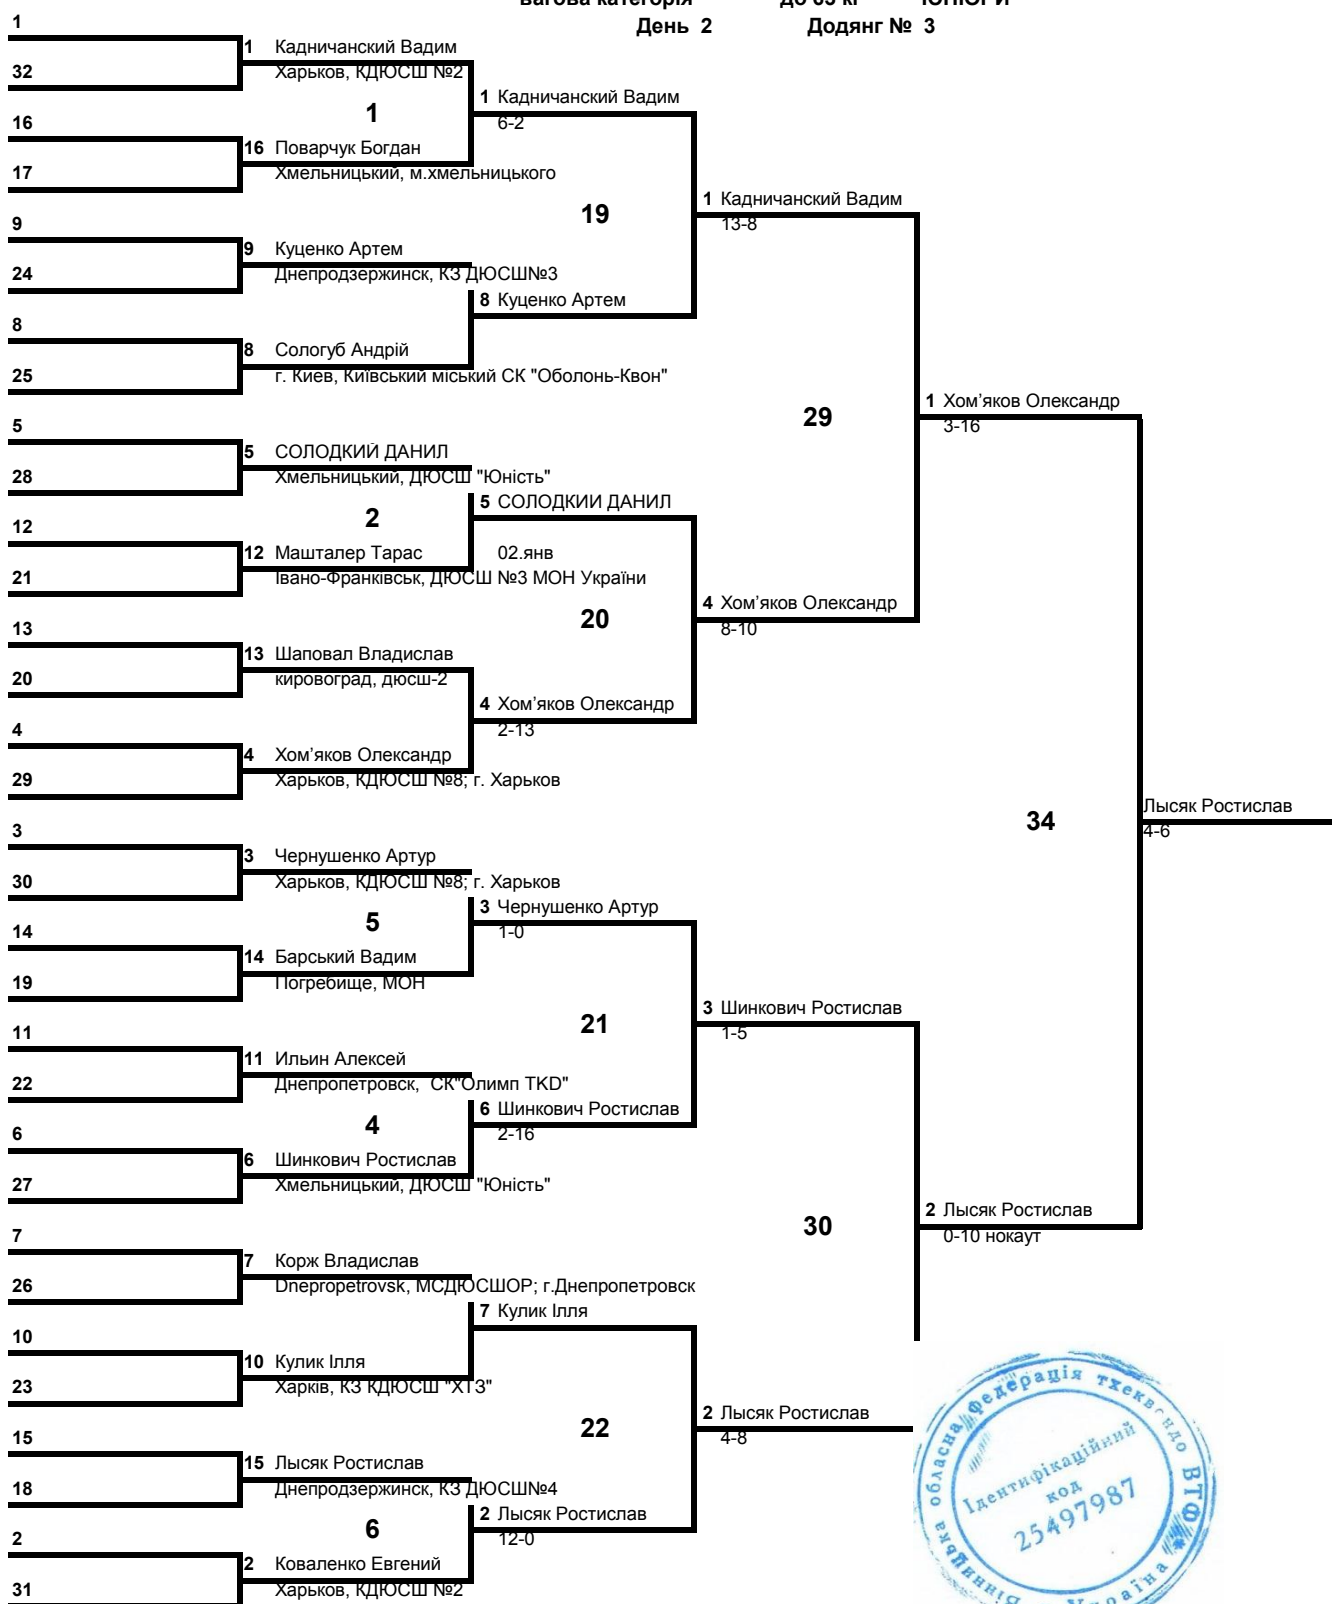 вагова категорія до 63 кг ЮНІОРИ
День 2 Додянг № 3
1
1 Кадничанский Вадим
32
Харьков, КДЮСШ №2
1 Кадничанский Вадим
6-2
1
16
16 Поварчук Богдан
17
Хмельницький, м.хмельницького
1 Кадничанский Вадим
13-8
19
9
9 Куценко Артем
24
Днепродзержинск, КЗ ДЮСШ№3
8 Куценко Артем
8
8 Сологуб Андрій
25
г. Киев, Київський міський СК "Оболонь-Квон"
1 Хом'яков Олександр
3-16
29
5
5 СОЛОДКИЙ ДАНИЛ
28
Хмельницький, ДЮСШ "Юність"
5 СОЛОДКИЙ ДАНИЛ
2
12
12 Машталер Тарас
02.янв
21
Івано-Франківськ, ДЮСШ №3 МОН України
4 Хом'яков Олександр
8-10
20
13
13 Шаповал Владислав
20
кировоград, дюсш-2
4 Хом'яков Олександр
2-13
4
4 Хом'яков Олександр
29
Харьков, КДЮСШ №8; г. Харьков
Лысяк Ростислав
4-6
34
3
3 Чернушенко Артур
30
Харьков, КДЮСШ №8; г. Харьков
3 Чернушенко Артур
1-0
5
14
14 Барський Вадим
19
Погребище, МОН
3 Шинкович Ростислав
1-5
21
11
11 Ильин Алексей
22
Днепропетровск, СК"Олимп TKD"
6 Шинкович Ростислав
2-16
4
6
6 Шинкович Ростислав
27
Хмельницький, ДЮСШ "Юність"
2 Лысяк Ростислав
0-10 нокаут
30
7
7 Корж Владислав
26
Dnepropetrovsk, МСДЮСШОР; г.Днепропетровск
7 Кулик Ілля
10
10 Кулик Ілля
23
Харків, КЗ КДЮСШ "ХТЗ"
2 Лысяк Ростислав
4-8
22
15
15 Лысяк Ростислав
18
Днепродзержинск, КЗ ДЮСШ№4
2 Лысяк Ростислав
12-0
6
2
2 Коваленко Евгений
31
Харьков, КДЮСШ №2
обласна федерація тхеквондо ВТФ
Ідентифікаційний
код
25497987
Україна